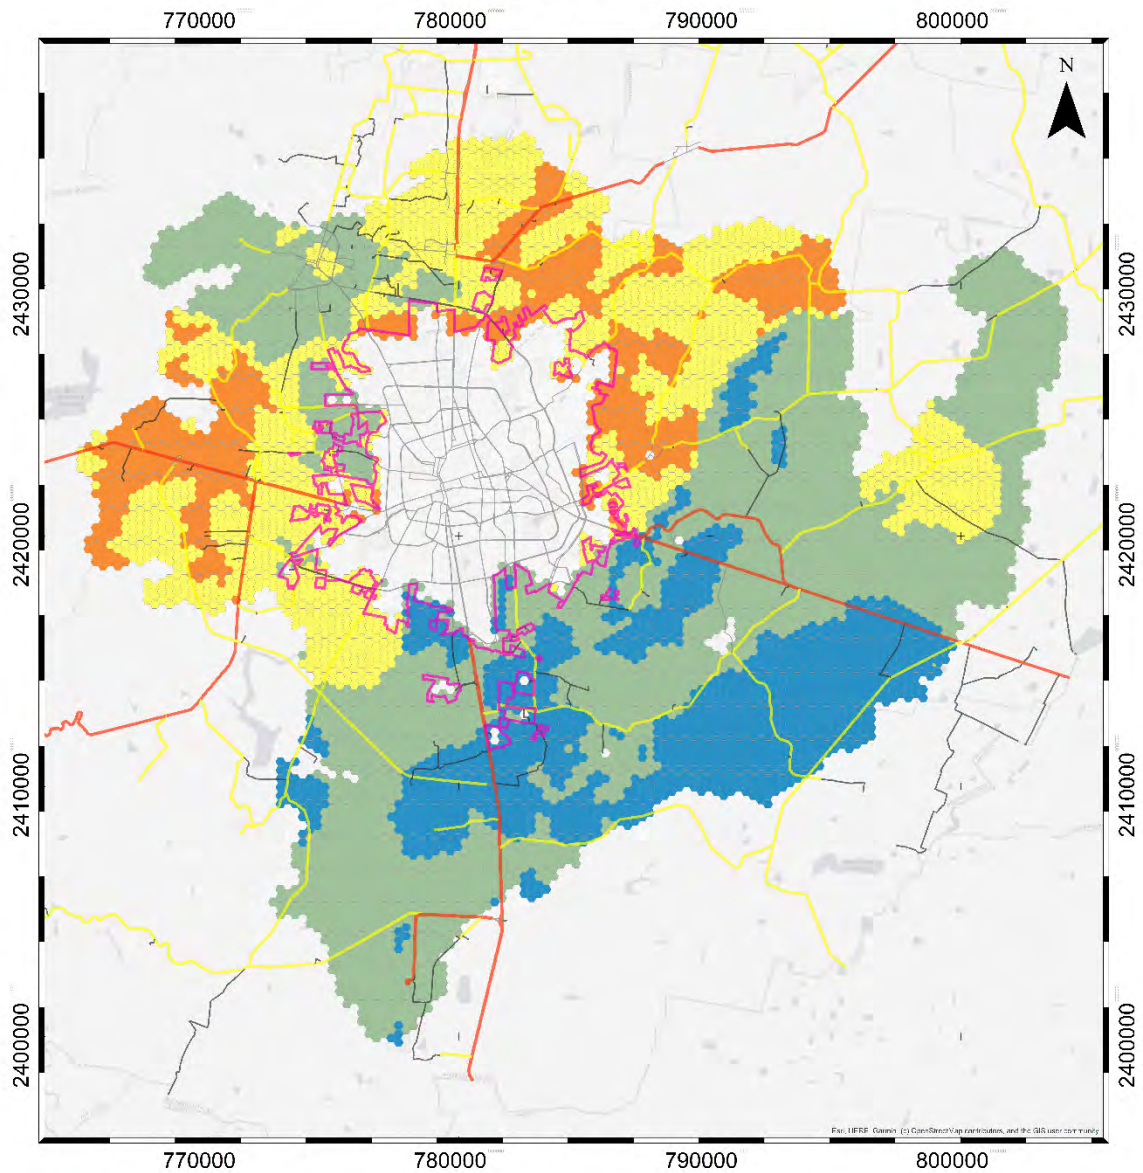 770000 780000 790000 800000
N
2430000 2430000
2420000 2420000
2410000 2410000
2400000 2400000
Esri, HERE, Garmin, (c) OpenStreetMap contributors, and the GIS user community
770000 780000 790000 800000